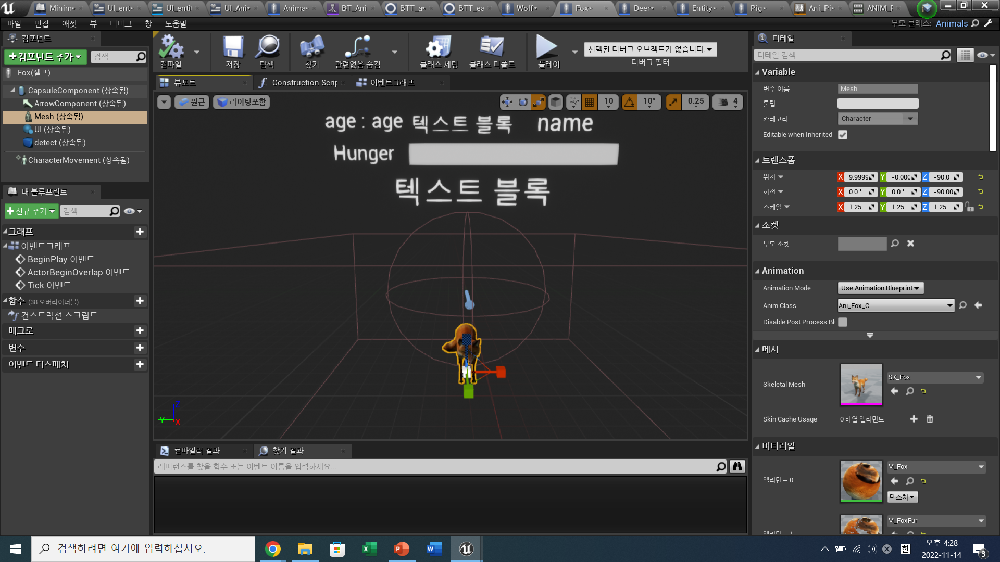 Minim*
UI_ent*
UI_entit
UI_Ani*
Anima*
BT_Ani
BTT_a*
BTT_ea
Wolf*
Fox*
Deer*
Entity*
Pig*
Ani_Pi*
ANIM_F
파일 편집 애셋 뷰 디버그 창 도움말
부모 클래스: Animals
컴포넌트
+컴포넌트 추가
검색
Fox(셀프)
CapsuleComponent (상속됨)
ArrowComponent (상속됨)
Mesh (상속됨)
UI (상속됨)
detect (상속됨)
CharacterMovement (상속됨)
내 블루프린트
+신규 추가
검색
그래프
이벤트그래프
BeginPlay 이벤트
ActorBeginOverlap 이벤트
Tick 이벤트
함수 (38 오버라이더블)
컨스트럭션 스크립트
매크로
변수
이벤트 디스패처
컴파일
저장
탐색
찾기
관련없음 숨김
클래스 세팅
클래스 디폴트
플레이
선택된 디버그 오브젝트가 없습니다.
디버그 필터
뷰포트
Construction Scrip
이벤트그래프
원근
라이팅포함
10
10°
0.25
4
age : age 텍스트 블록 name
Hunger
텍스트 블록
Z
Y
X
컴파일러 결과
찾기 결과
레퍼런스를 찾을 함수 또는 이벤트 이름을 입력하세요...
디테일
디테일 검색
Variable
변수 이름 Mesh
툴팁
카테고리 Character
Editable when Inherited
트랜스폼
위치 X 9.9999 Y -0.000 Z -90.0
회전 X 0.0 ° Y 0.0 ° Z -90.00
스케일 X 1.25 Y 1.25 Z 1.25
소켓
부모 소켓
Animation
Animation Mode Use Animation Blueprint
Anim Class Ani_Fox_C
Disable Post Process Bl
메시
Skeletal Mesh SK_Fox
Skin Cache Usage 0 배열 엘리먼트
머티리얼
엘리먼트 0 M_Fox
텍스처
엘리먼트 1 M_FoxFur
검색하려면 여기에 입력하십시오.
한
오후 4:28
2022-11-14
3